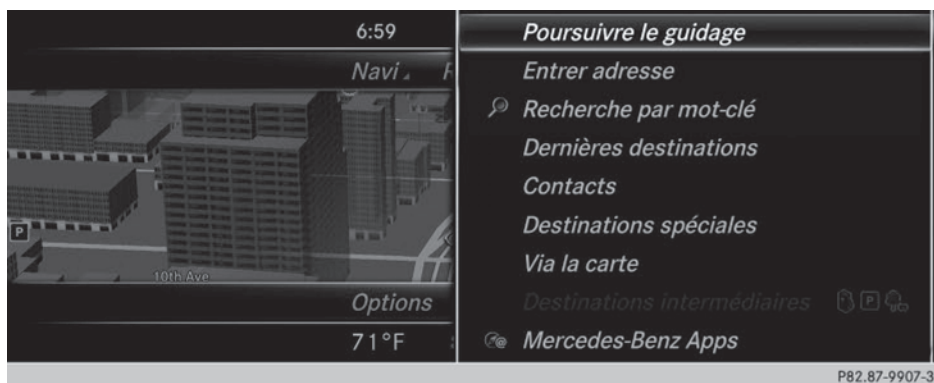 6:59
Navi
P
10th Ave
Options
71°F
Poursuivre le guidage
Entrer adresse
Recherche par mot-clé
Dernières destinations
Contacts
Destinations spéciales
Via la carte
Destinations intermédiaires P
Mercedes-Benz Apps
P82.87-9907-3